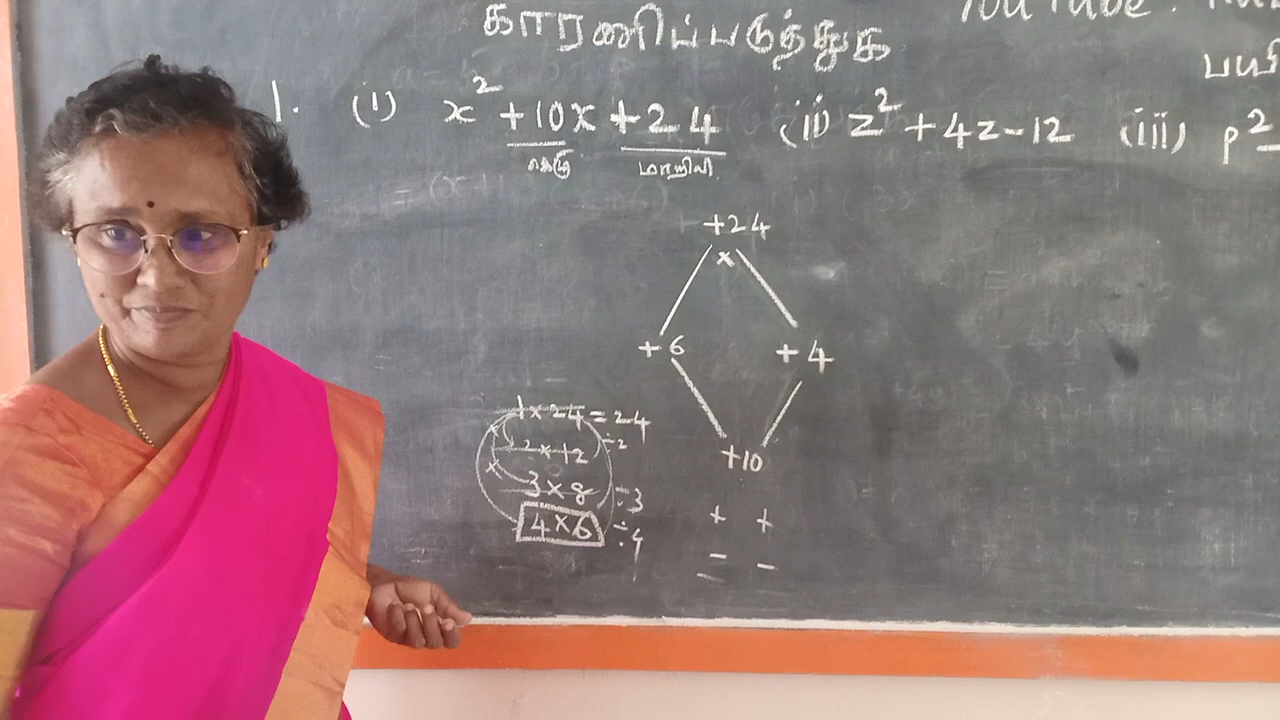 YouTube :
காரணிப்படுத்துக
1. (i) x² +10x +24 (ii) z² + 4z - 12 (iii) p²
கெழு மாறிலி
+24
x
+6 +4
+10
1 x 24 = 24
2 x 12 ÷2
3 x 8 ÷3
4 x 6 ÷4
+ +
- -